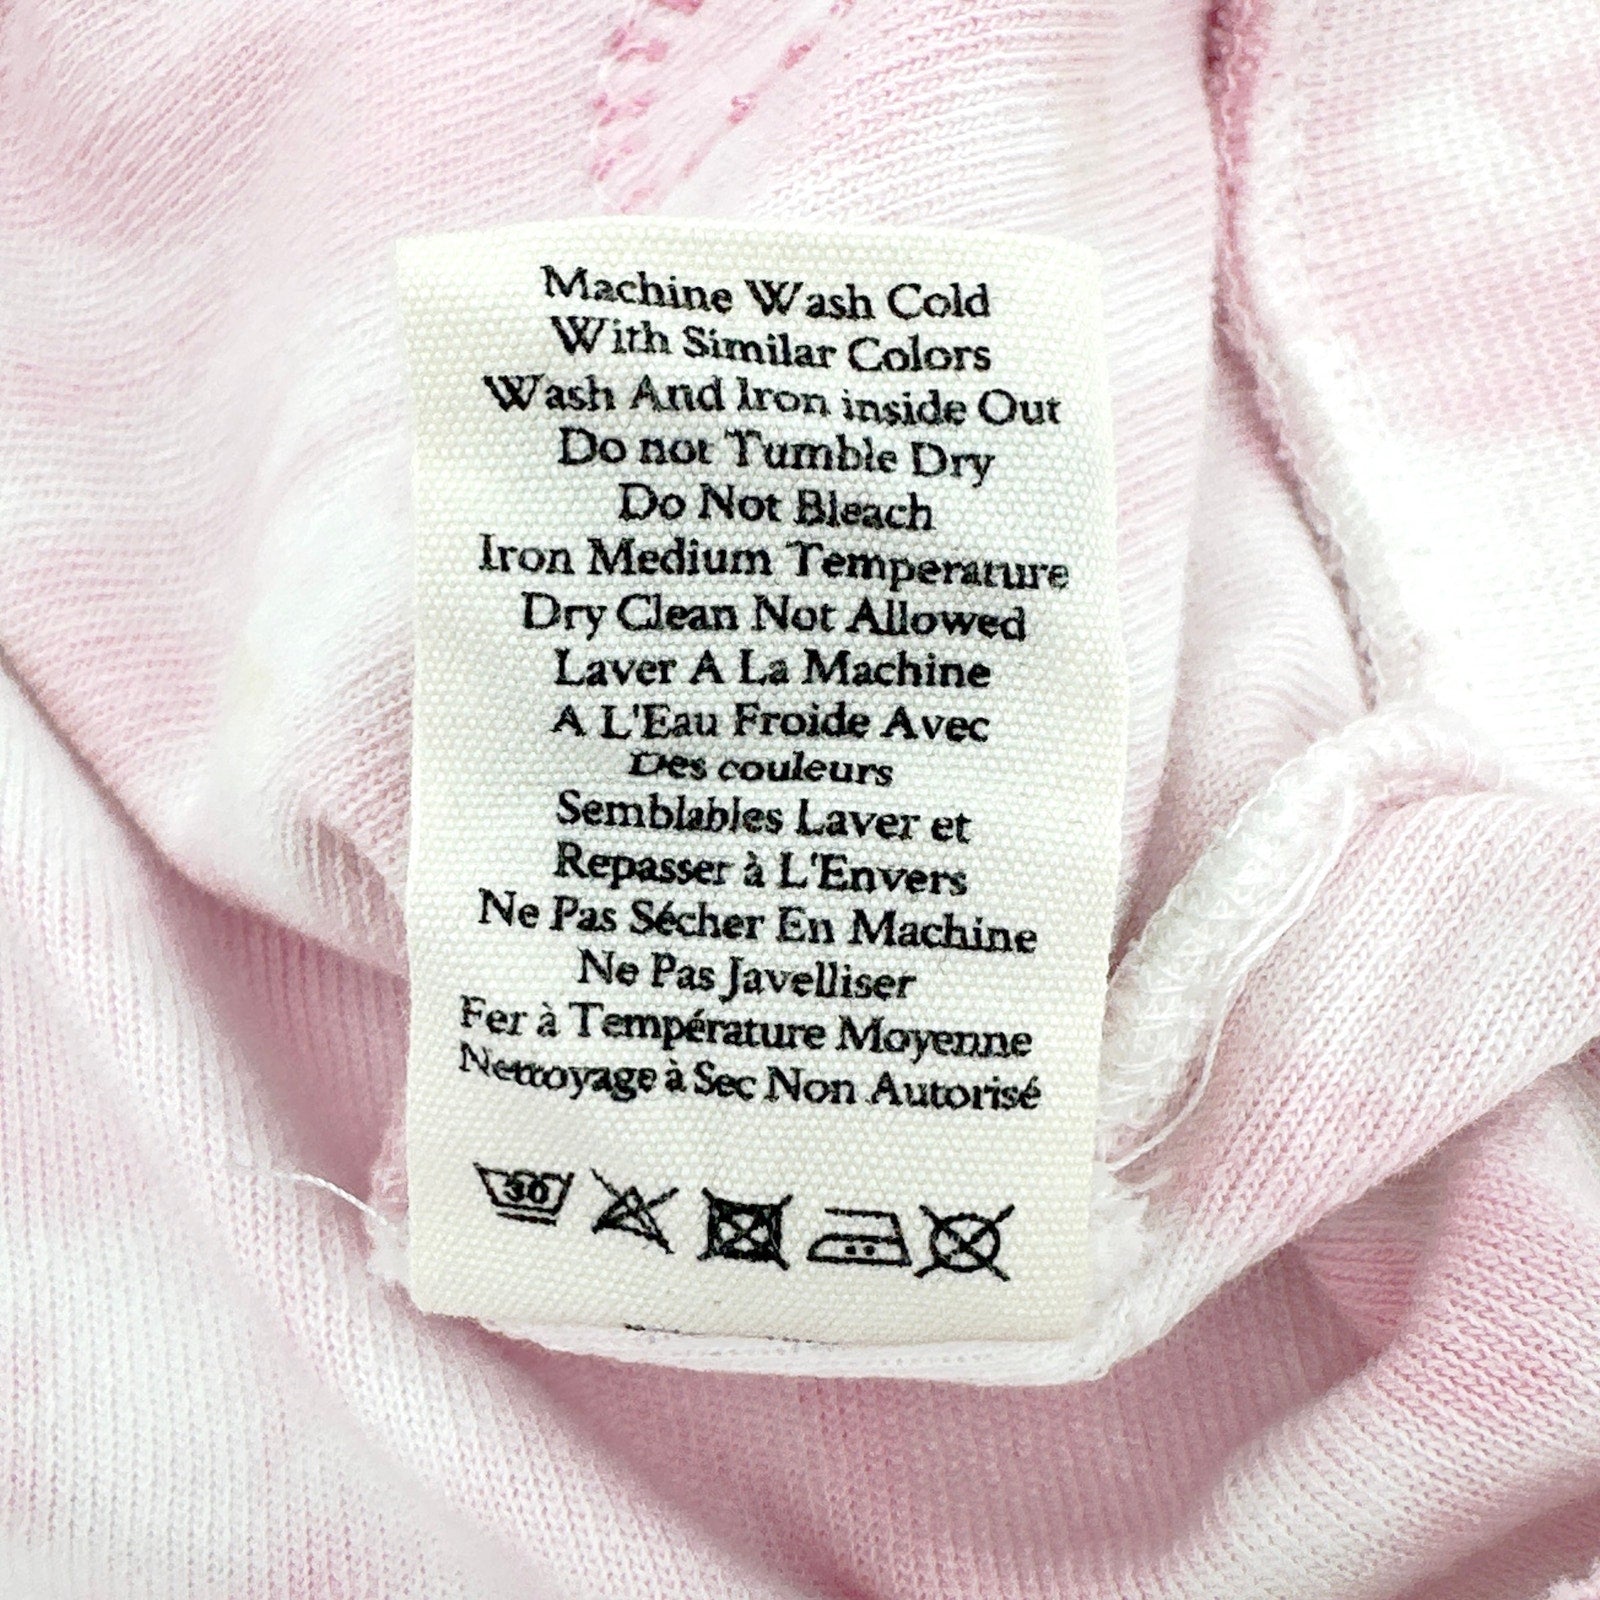 Machine Wash Cold
With Similar Colors
Wash And Iron inside Out
Do not Tumble Dry
Do Not Bleach
Iron Medium Temperature
Dry Clean Not Allowed
Laver A La Machine
A L'Eau Froide Avec
Des couleurs
Semblables Laver et
Repasser à L'Envers
Ne Pas Sécher En Machine
Ne Pas Javelliser
Fer à Température Moyenne
Nettoyage à Sec Non Autorisé
30